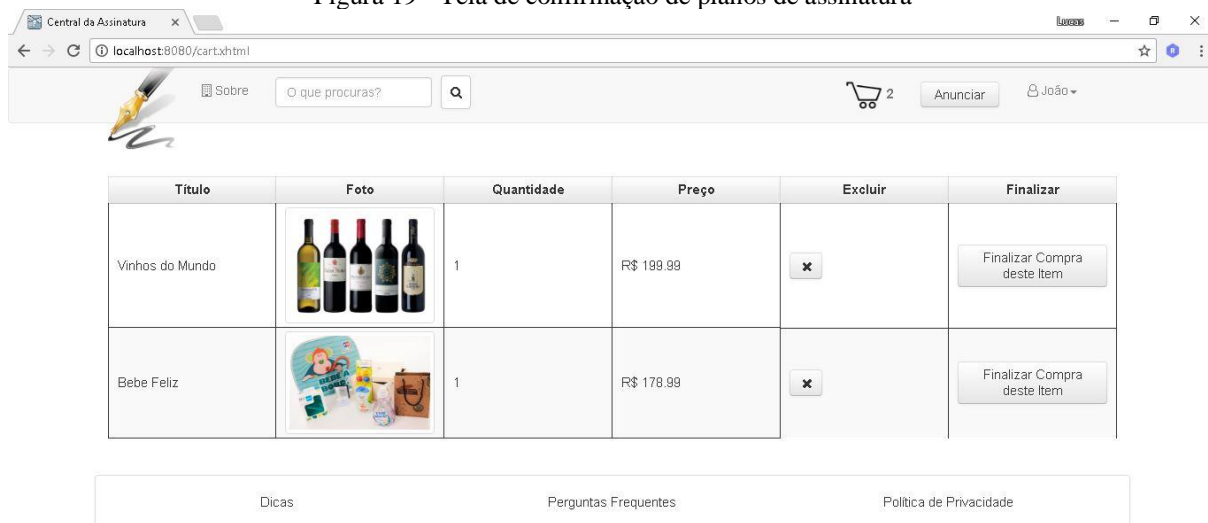 Figura 19 - Tela de confirmação de planos de assinatura
Central da Assinatura
Lucas
localhost:8080/cart.xhtml
Sobre
O que procuras?
2
Anunciar
João
Título Foto Quantidade Preço Excluir Finalizar
Vinhos do Mundo 1 R$ 199.99 Finalizar Compra
deste Item
BEBÊ A
BORDO
Bebe Feliz 1 R$ 178.99 Finalizar Compra
deste Item
Dicas Perguntas Frequentes Política de Privacidade